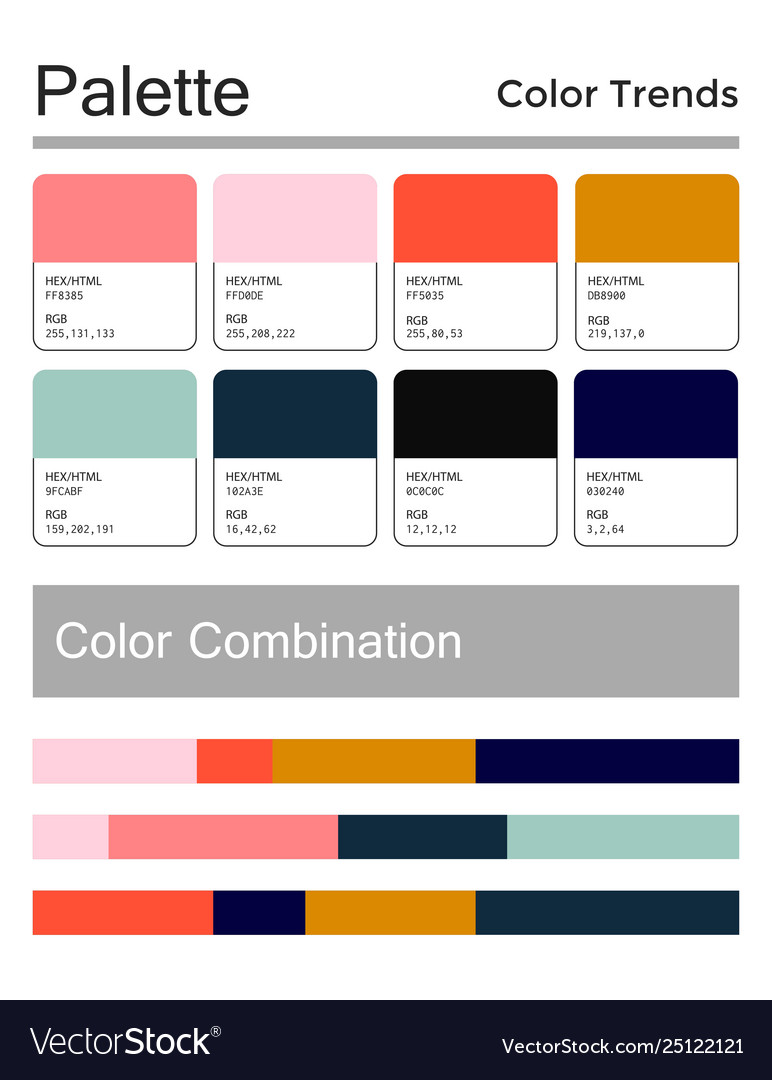 Palette
Color Trends
HEX/HTML
FF8385
RGB
255,131,133
HEX/HTML
FFD0DE
RGB
255,208,222
HEX/HTML
FF5035
RGB
255,80,53
HEX/HTML
DB8900
RGB
219,137,0
HEX/HTML
9FCABF
RGB
159,202,191
HEX/HTML
102A3E
RGB
16,42,62
HEX/HTML
0C0C0C
RGB
12,12,12
HEX/HTML
030240
RGB
3,2,64
Color Combination
VectorStock®
VectorStock.com/25122121